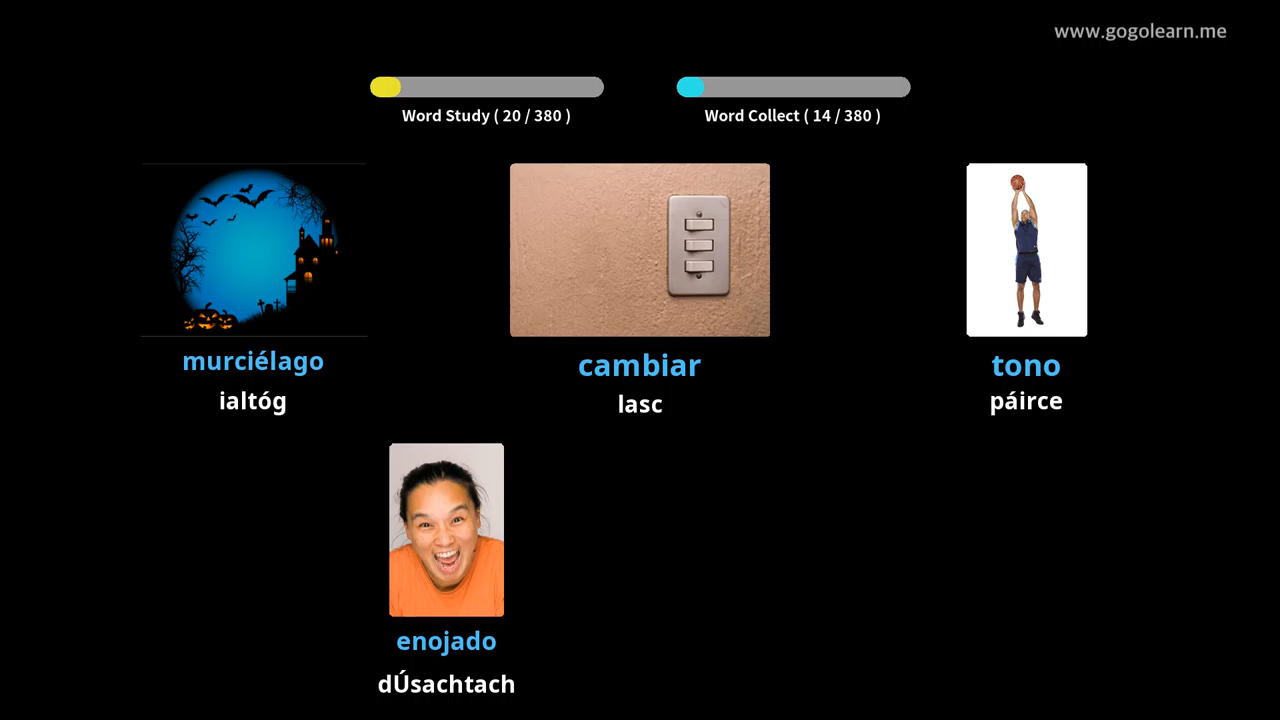 www.gogolearn.me
Word Study ( 20 / 380 )
Word Collect ( 14 / 380 )
murciélago
ialtóg
cambiar
lasc
tono
páirce
enojado
dÚsachtach